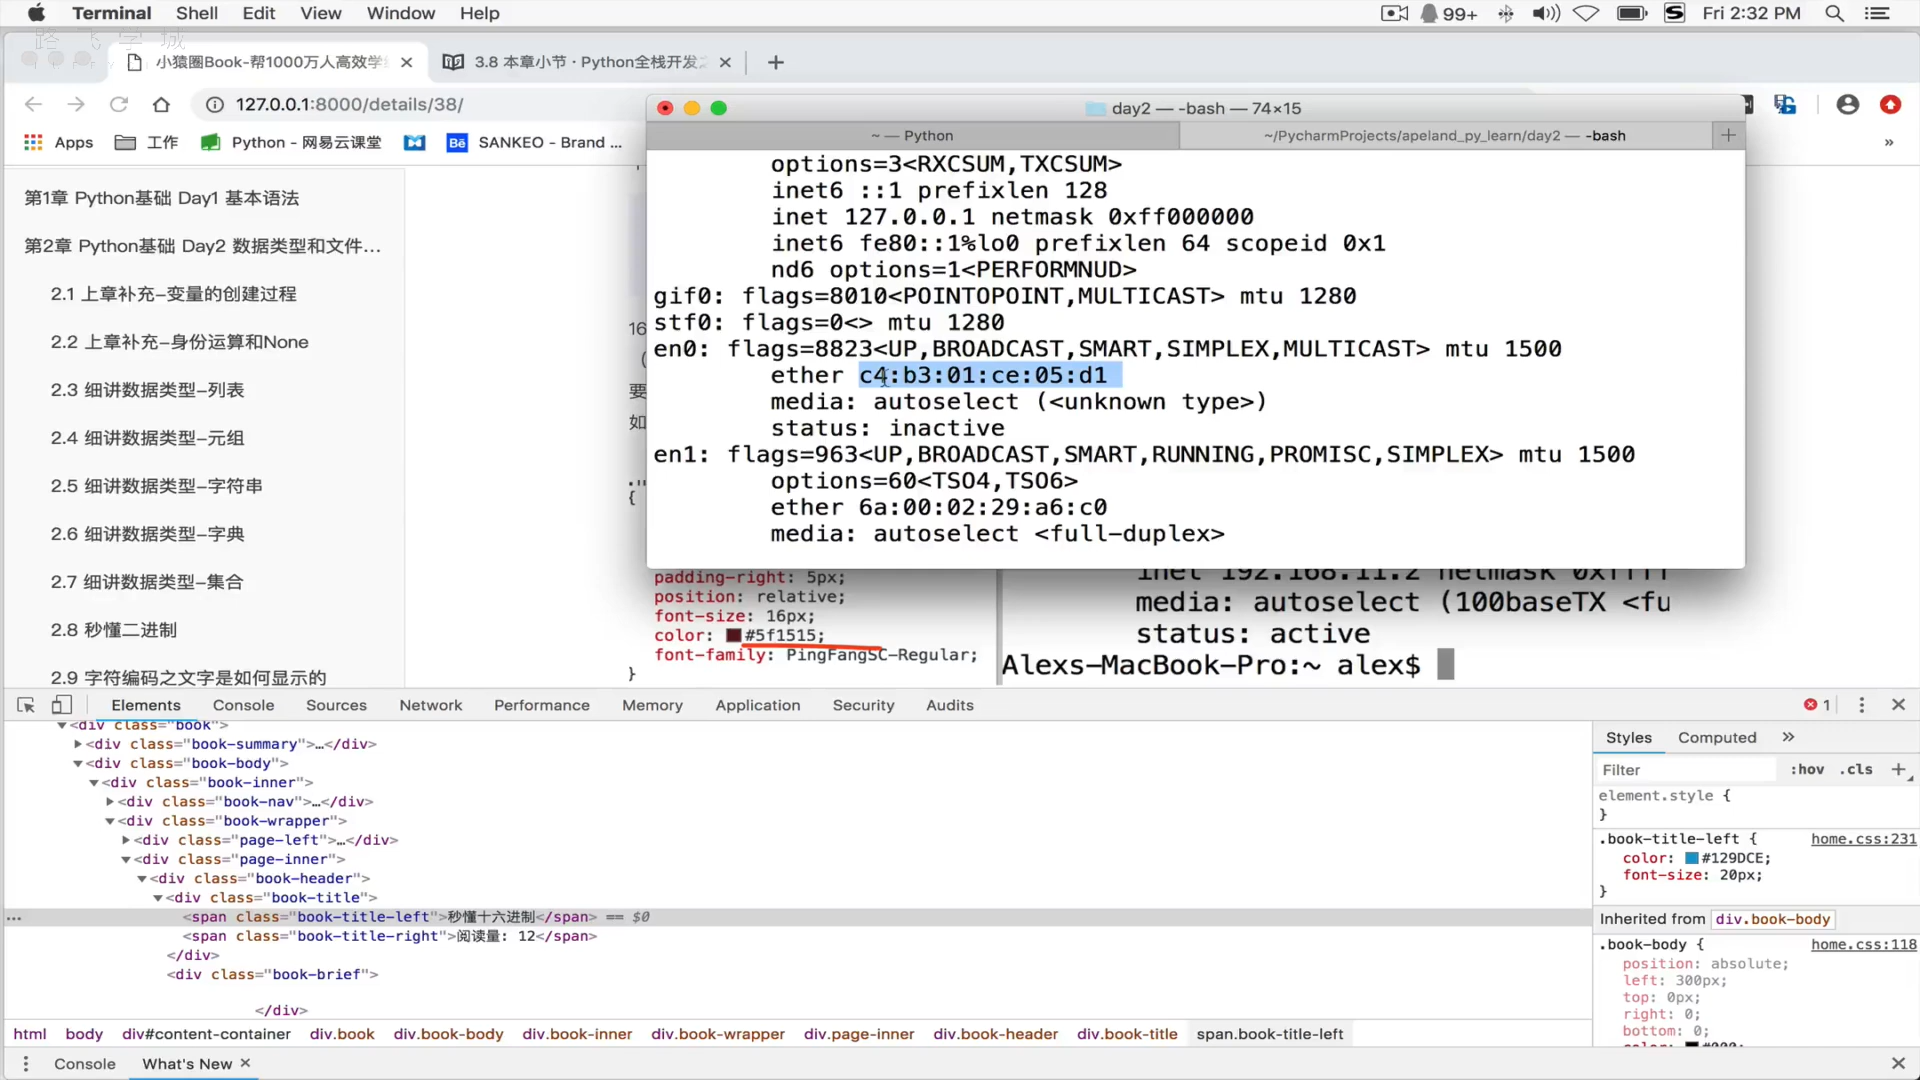 Terminal Shell Edit View Window Help
99+ Fri 2:32 PM
路飞学城
小猿圈Book-帮1000万人高效学
3.8 本章小节 · Python全栈开发之
127.0.0.1:8000/details/38/
Apps 工作 Python - 网易云课堂 SANKEO - Brand ...
day2 — -bash — 74×15
~ — Python
~/PycharmProjects/apeland_py_learn/day2 — -bash
options=3<RXCSUM,TXCSUM>
inet6 ::1 prefixlen 128
inet 127.0.0.1 netmask 0xff000000
inet6 fe80::1%lo0 prefixlen 64 scopeid 0x1
nd6 options=1<PERFORMNUD>
gif0: flags=8010<POINTOPOINT,MULTICAST> mtu 1280
stf0: flags=0<> mtu 1280
en0: flags=8823<UP,BROADCAST,SMART,SIMPLEX,MULTICAST> mtu 1500
ether c4:b3:01:ce:05:d1
media: autoselect (<unknown type>)
status: inactive
en1: flags=963<UP,BROADCAST,SMART,RUNNING,PROMISC,SIMPLEX> mtu 1500
options=60<TSO4,TSO6>
ether 6a:00:02:29:a6:c0
media: autoselect <full-duplex>
第1章 Python基础 Day1 基本语法
第2章 Python基础 Day2 数据类型和文件...
2.1 上章补充-变量的创建过程
2.2 上章补充-身份运算和None
2.3 细讲数据类型-列表
2.4 细讲数据类型-元组
2.5 细讲数据类型-字符串
2.6 细讲数据类型-字典
2.7 细讲数据类型-集合
2.8 秒懂二进制
2.9 字符编码之文字是如何显示的
16
（
要
如
{
padding-right: 5px;
position: relative;
font-size: 16px;
color: #5f1515;
font-family: PingFangSC-Regular;
}
inet 192.168.11.2 netmask 0xffff
media: autoselect (100baseTX <fu
status: active
Alexs-MacBook-Pro:~ alex$
Elements Console Sources Network Performance Memory Application Security Audits
1
<div class="book">
<div class="book-summary">…</div>
<div class="book-body">
<div class="book-inner">
<div class="book-nav">…</div>
<div class="book-wrapper">
<div class="page-left">…</div>
<div class="page-inner">
<div class="book-header">
<div class="book-title">
<span class="book-title-left">秒懂十六进制</span> == $0
<span class="book-title-right">阅读量: 12</span>
</div>
<div class="book-brief">
</div>
html body div#content-container div.book div.book-body div.book-inner div.book-wrapper div.page-inner div.book-header div.book-title span.book-title-left
Console What's New
Styles Computed
Filter :hov .cls +
element.style {
}
.book-title-left { home.css:231
color: #129DCE;
font-size: 20px;
}
Inherited from div.book-body
.book-body { home.css:118
position: absolute;
left: 300px;
top: 0px;
right: 0;
bottom: 0;
color: #000;